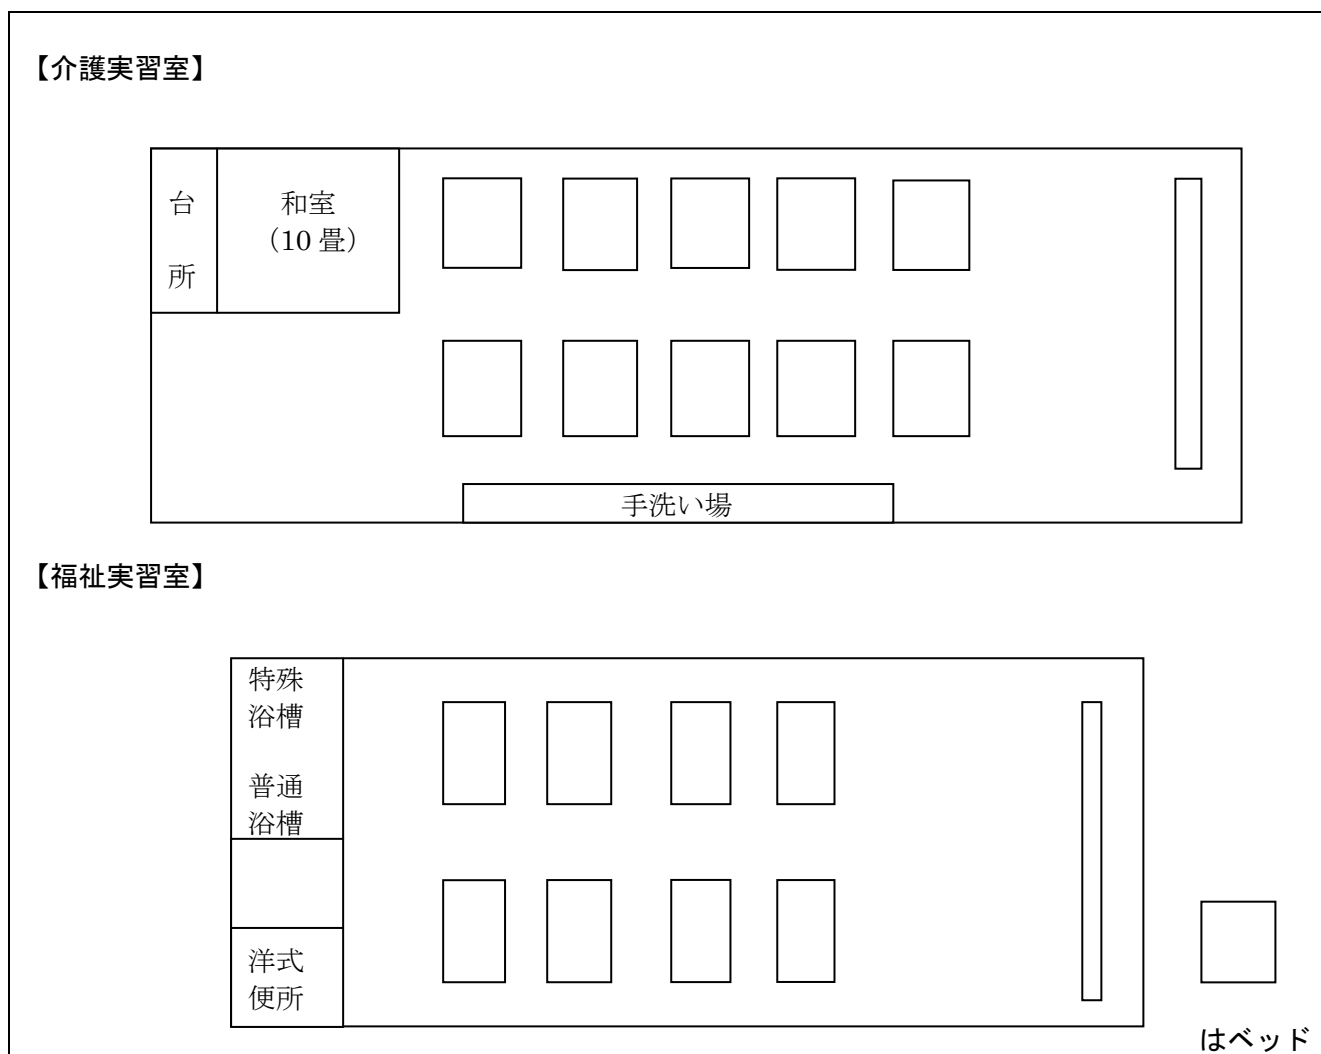 【介護実習室】
台
所
和室
（10 畳）
手洗い場
【福祉実習室】
特殊
浴槽
普通
浴槽
洋式
便所
はベッド